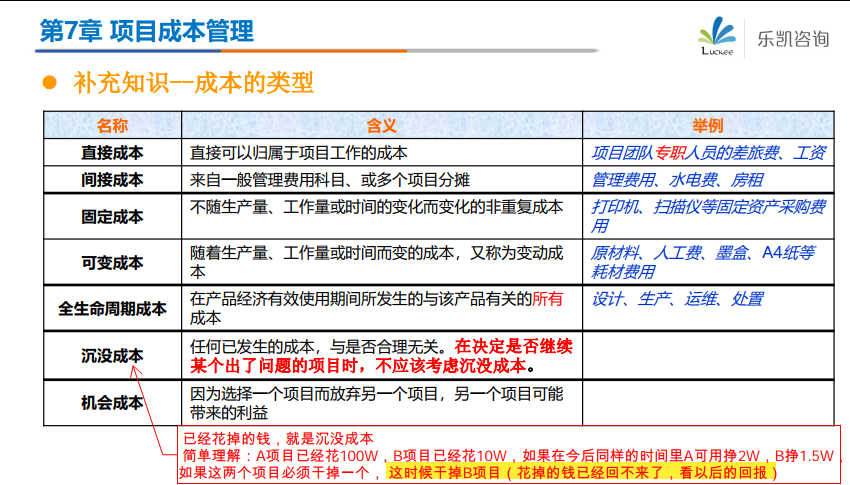 第7章 项目成本管理
Luckee
乐凯咨询
补充知识--成本的类型
名称 含义 举例
直接成本 直接可以归属于项目工作的成本 项目团队专职人员的差旅费、工资
间接成本 来自一般管理费用科目、或多个项目分摊 管理费用、水电费、房租
固定成本 不随生产量、工作量或时间的变化而变化的非重复成本 打印机、扫描仪等固定资产采购费
用
可变成本 随着生产量、工作量或时间而变的成本，又称为变动成 原材料、人工费、墨盒、A4纸等
本 耗材费用
全生命周期成本 在产品经济有效使用期间所发生的与该产品有关的所有 设计、生产、运维、处置
成本
沉没成本 任何已发生的成本，与是否合理无关。在决定是否继续
某个出了问题的项目时，不应该考虑沉没成本。
机会成本 因为选择一个项目而放弃另一个项目，另一个项目可能
带来的利益
已经花掉的钱，就是沉没成本
简单理解：A项目已经花100W，B项目已经花10W，如果在今后同样的时间里A可用挣2W，B挣1.5W，
如果这两个项目必须干掉一个，这时候干掉B项目（花掉的钱已经回不来了，看以后的回报）